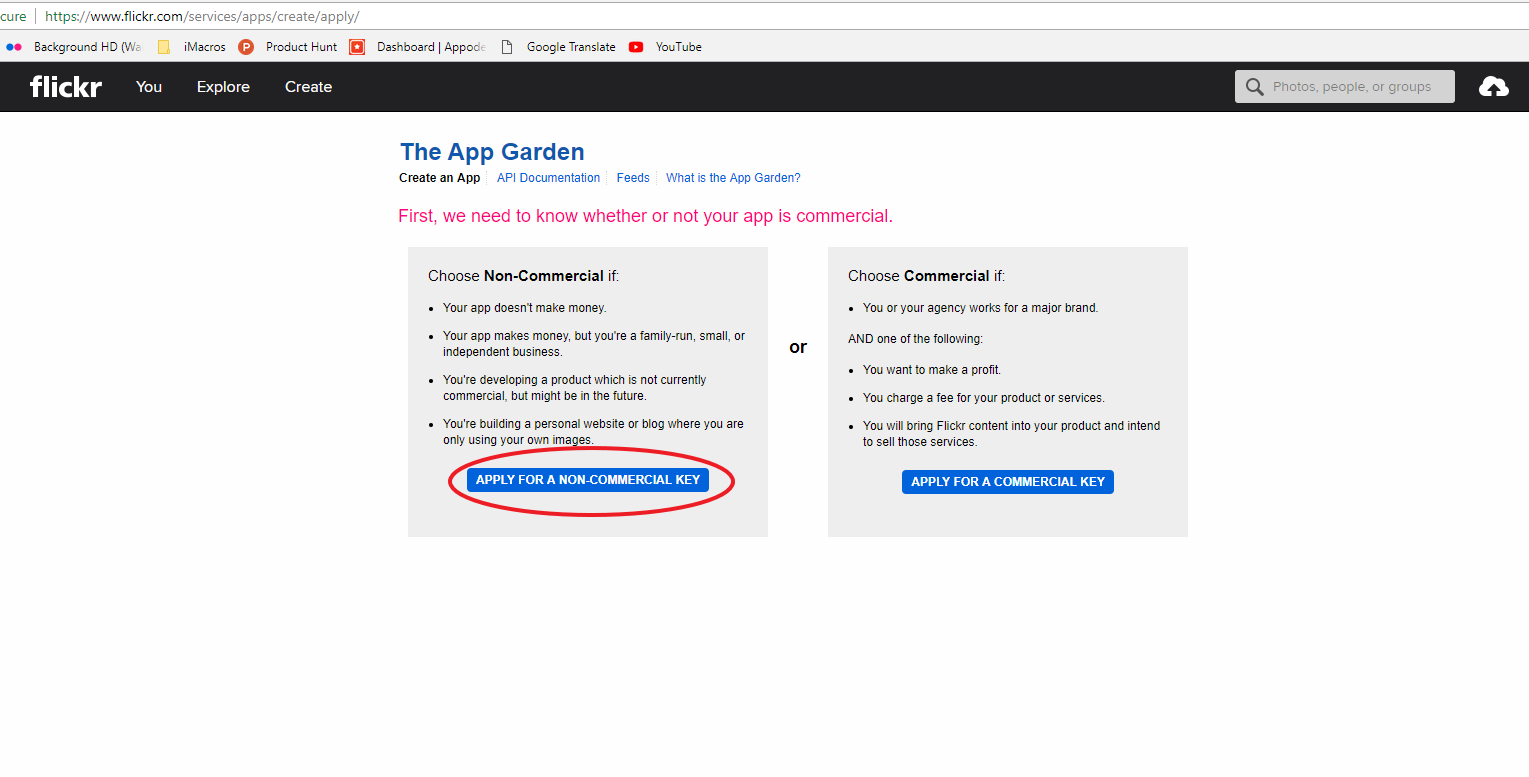 cure https://www.flickr.com/services/apps/create/apply/
Background HD (Wa iMacros P Product Hunt Dashboard | Appode Google Translate YouTube
flickr You Explore Create Photos, people, or groups
The App Garden
Create an App API Documentation Feeds What is the App Garden?
First, we need to know whether or not your app is commercial.
Choose Non-Commercial if:
• Your app doesn't make money.
• Your app makes money, but you're a family-run, small, or
independent business.
• You're developing a product which is not currently
commercial, but might be in the future.
• You're building a personal website or blog where you are
only using your own images.
APPLY FOR A NON-COMMERCIAL KEY
or
Choose Commercial if:
• You or your agency works for a major brand.
AND one of the following:
• You want to make a profit.
• You charge a fee for your product or services.
• You will bring Flickr content into your product and intend
to sell those services.
APPLY FOR A COMMERCIAL KEY